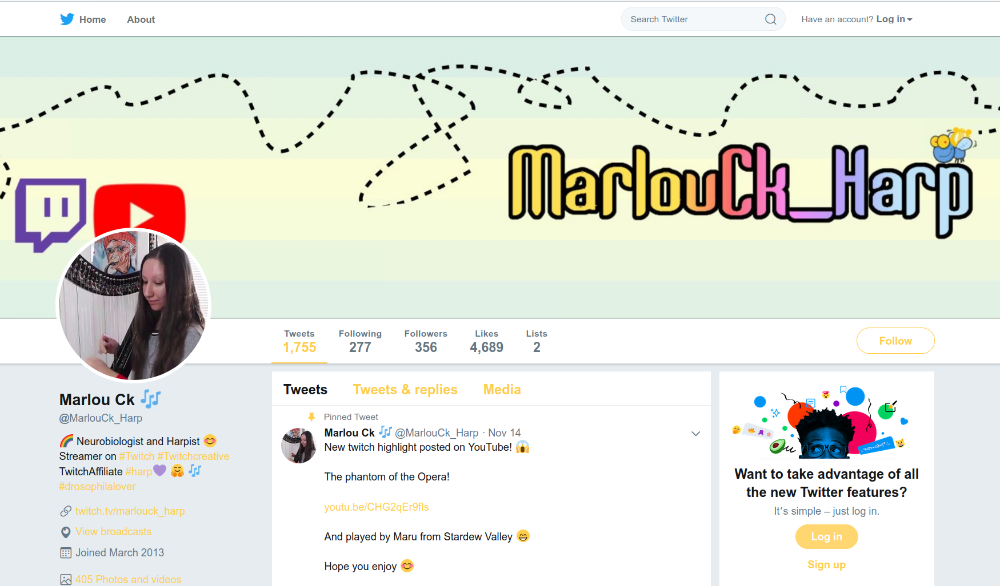 Home
About
Search Twitter
Have an account? Log in
MarlouCk_Harp
Tweets
1,755
Following
277
Followers
356
Likes
4,689
Lists
2
Follow
Marlou Ck
@MarlouCk_Harp
Neurobiologist and Harpist
Streamer on #Twitch #Twitchcreative
TwitchAffiliate #harp
#drosophilalover
twitch.tv/marlouck_harp
View broadcasts
Joined March 2013
405 Photos and videos
Tweets
Tweets & replies
Media
Pinned Tweet
Marlou Ck @MarlouCk_Harp · Nov 14
New twitch highlight posted on YouTube!
The phantom of the Opera!
youtu.be/CHG2qEr9fIs
And played by Maru from Stardew Valley
Hope you enjoy
Want to take advantage of all
the new Twitter features?
It's simple – just log in.
Log in
Sign up